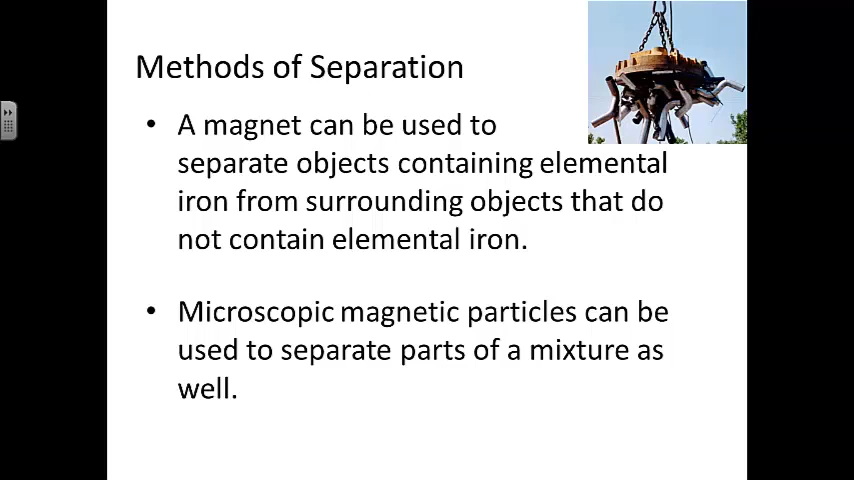 Methods of Separation
• A magnet can be used to
separate objects containing elemental
iron from surrounding objects that do
not contain elemental iron.
• Microscopic magnetic particles can be
used to separate parts of a mixture as
well.